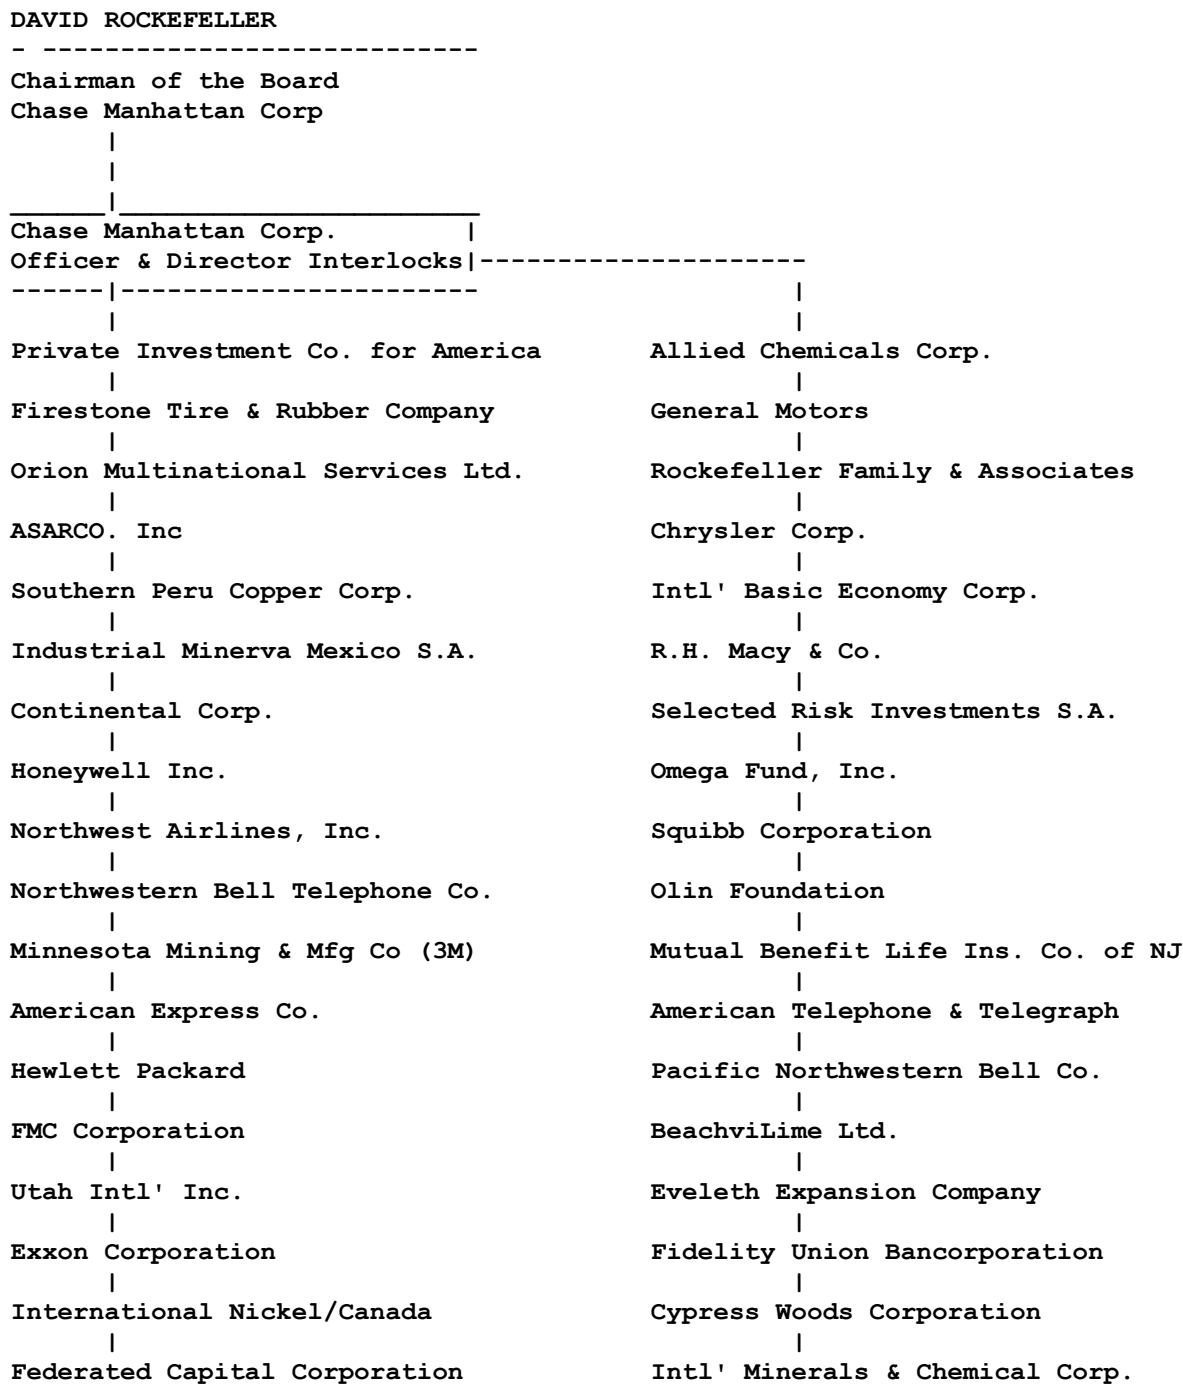 DAVID ROCKEFELLER
- ----------------------------
Chairman of the Board
Chase Manhattan Corp
Chase Manhattan Corp.
Officer & Director Interlocks
Private Investment Co. for America    Allied Chemicals Corp.
Firestone Tire & Rubber Company    General Motors
Orion Multinational Services Ltd.    Rockefeller Family & Associates
ASARCO. Inc    Chrysler Corp.
Southern Peru Copper Corp.    Intl' Basic Economy Corp.
Industrial Minerva Mexico S.A.    R.H. Macy & Co.
Continental Corp.    Selected Risk Investments S.A.
Honeywell Inc.    Omega Fund, Inc.
Northwest Airlines, Inc.    Squibb Corporation
Northwestern Bell Telephone Co.    Olin Foundation
Minnesota Mining & Mfg Co (3M)    Mutual Benefit Life Ins. Co. of NJ
American Express Co.    American Telephone & Telegraph
Hewlett Packard    Pacific Northwestern Bell Co.
FMC Corporation    BeachviLime Ltd.
Utah Intl' Inc.    Eveleth Expansion Company
Exxon Corporation    Fidelity Union Bancorporation
International Nickel/Canada    Cypress Woods Corporation
Federated Capital Corporation    Intl' Minerals & Chemical Corp.